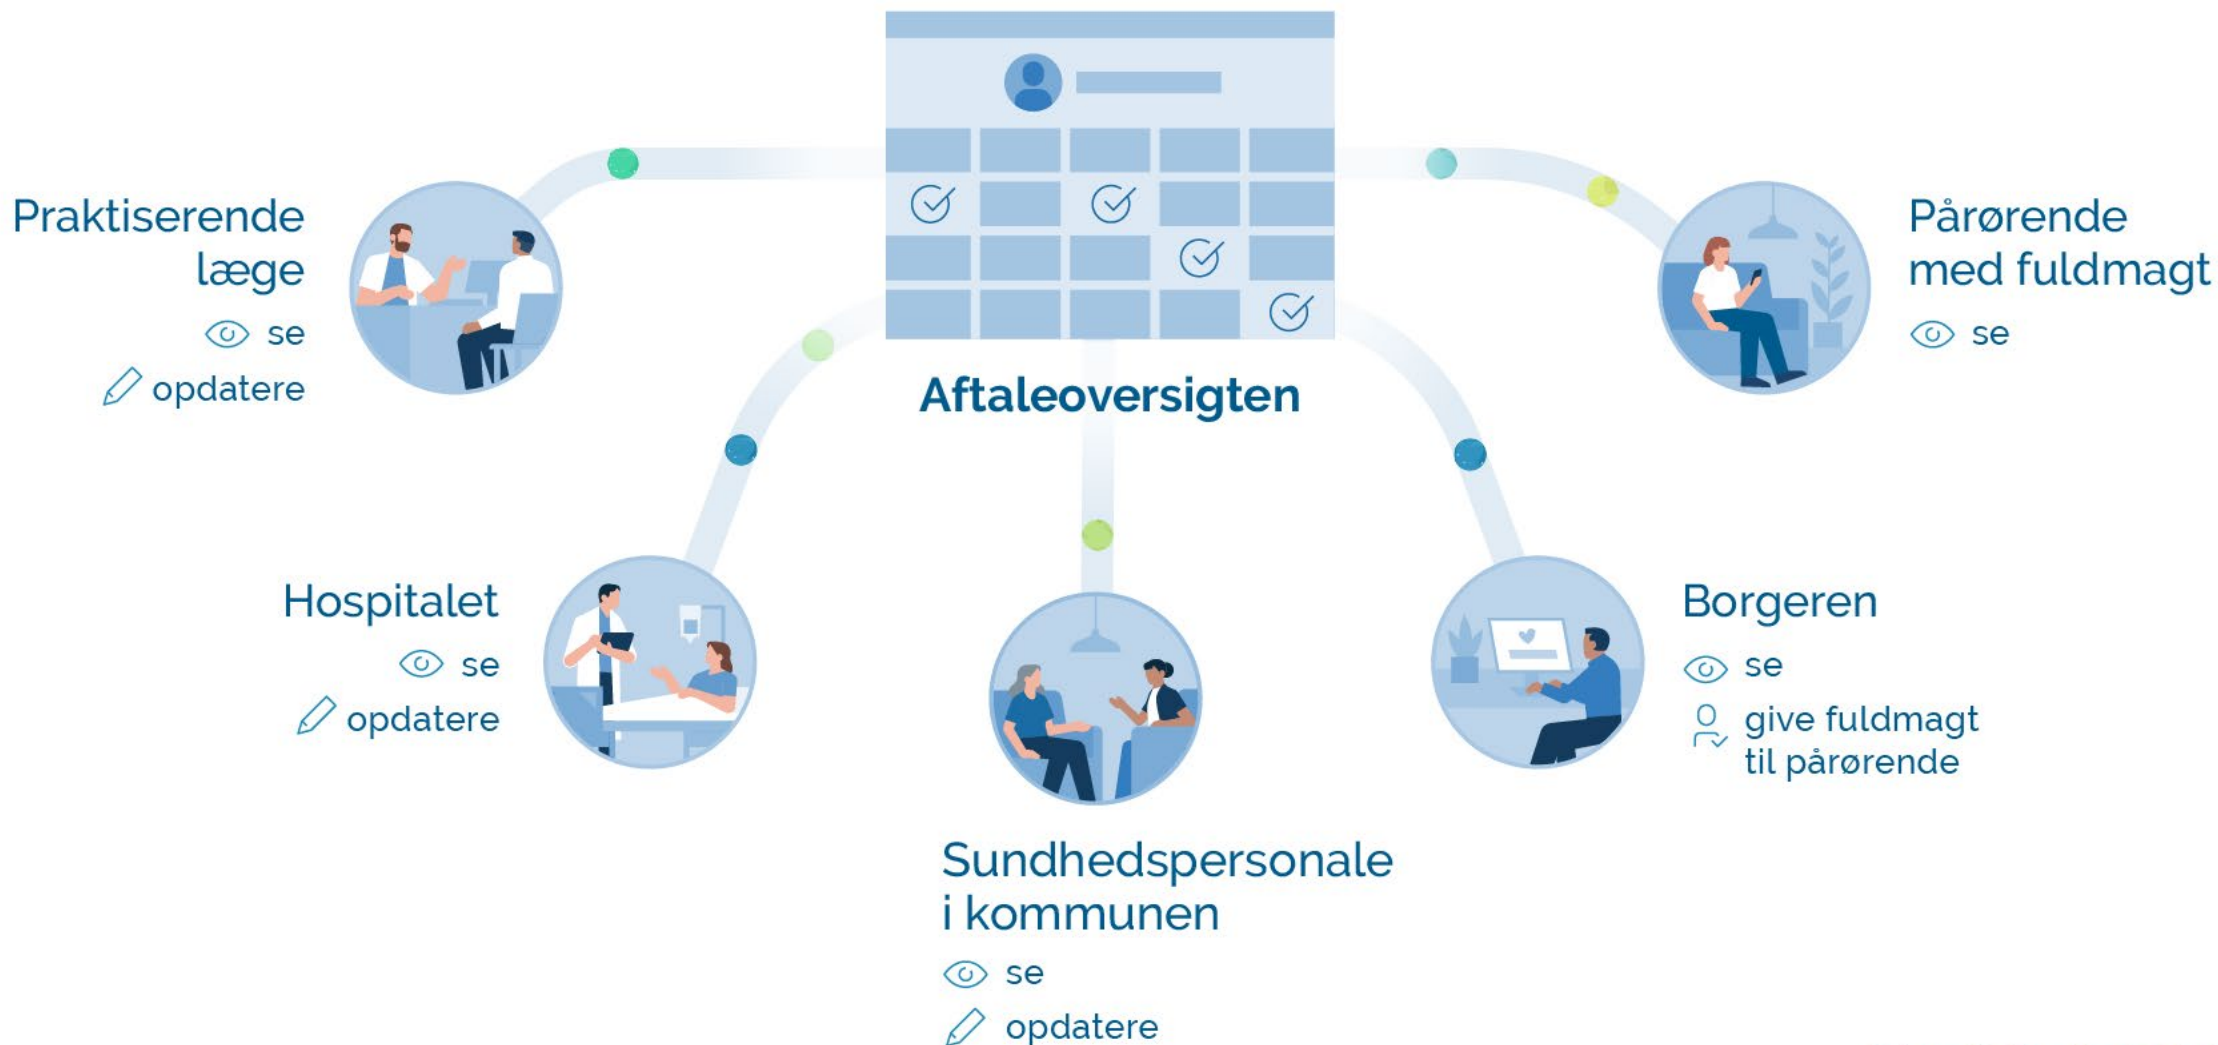 Praktiserende
læge
se
opdatere
Hospitalet
se
opdatere
Aftaleoversigten
Sundhedspersonale
i kommunen
se
opdatere
Borgeren
se
give fuldmagt
til pårørende
Pårørende
med fuldmagt
se